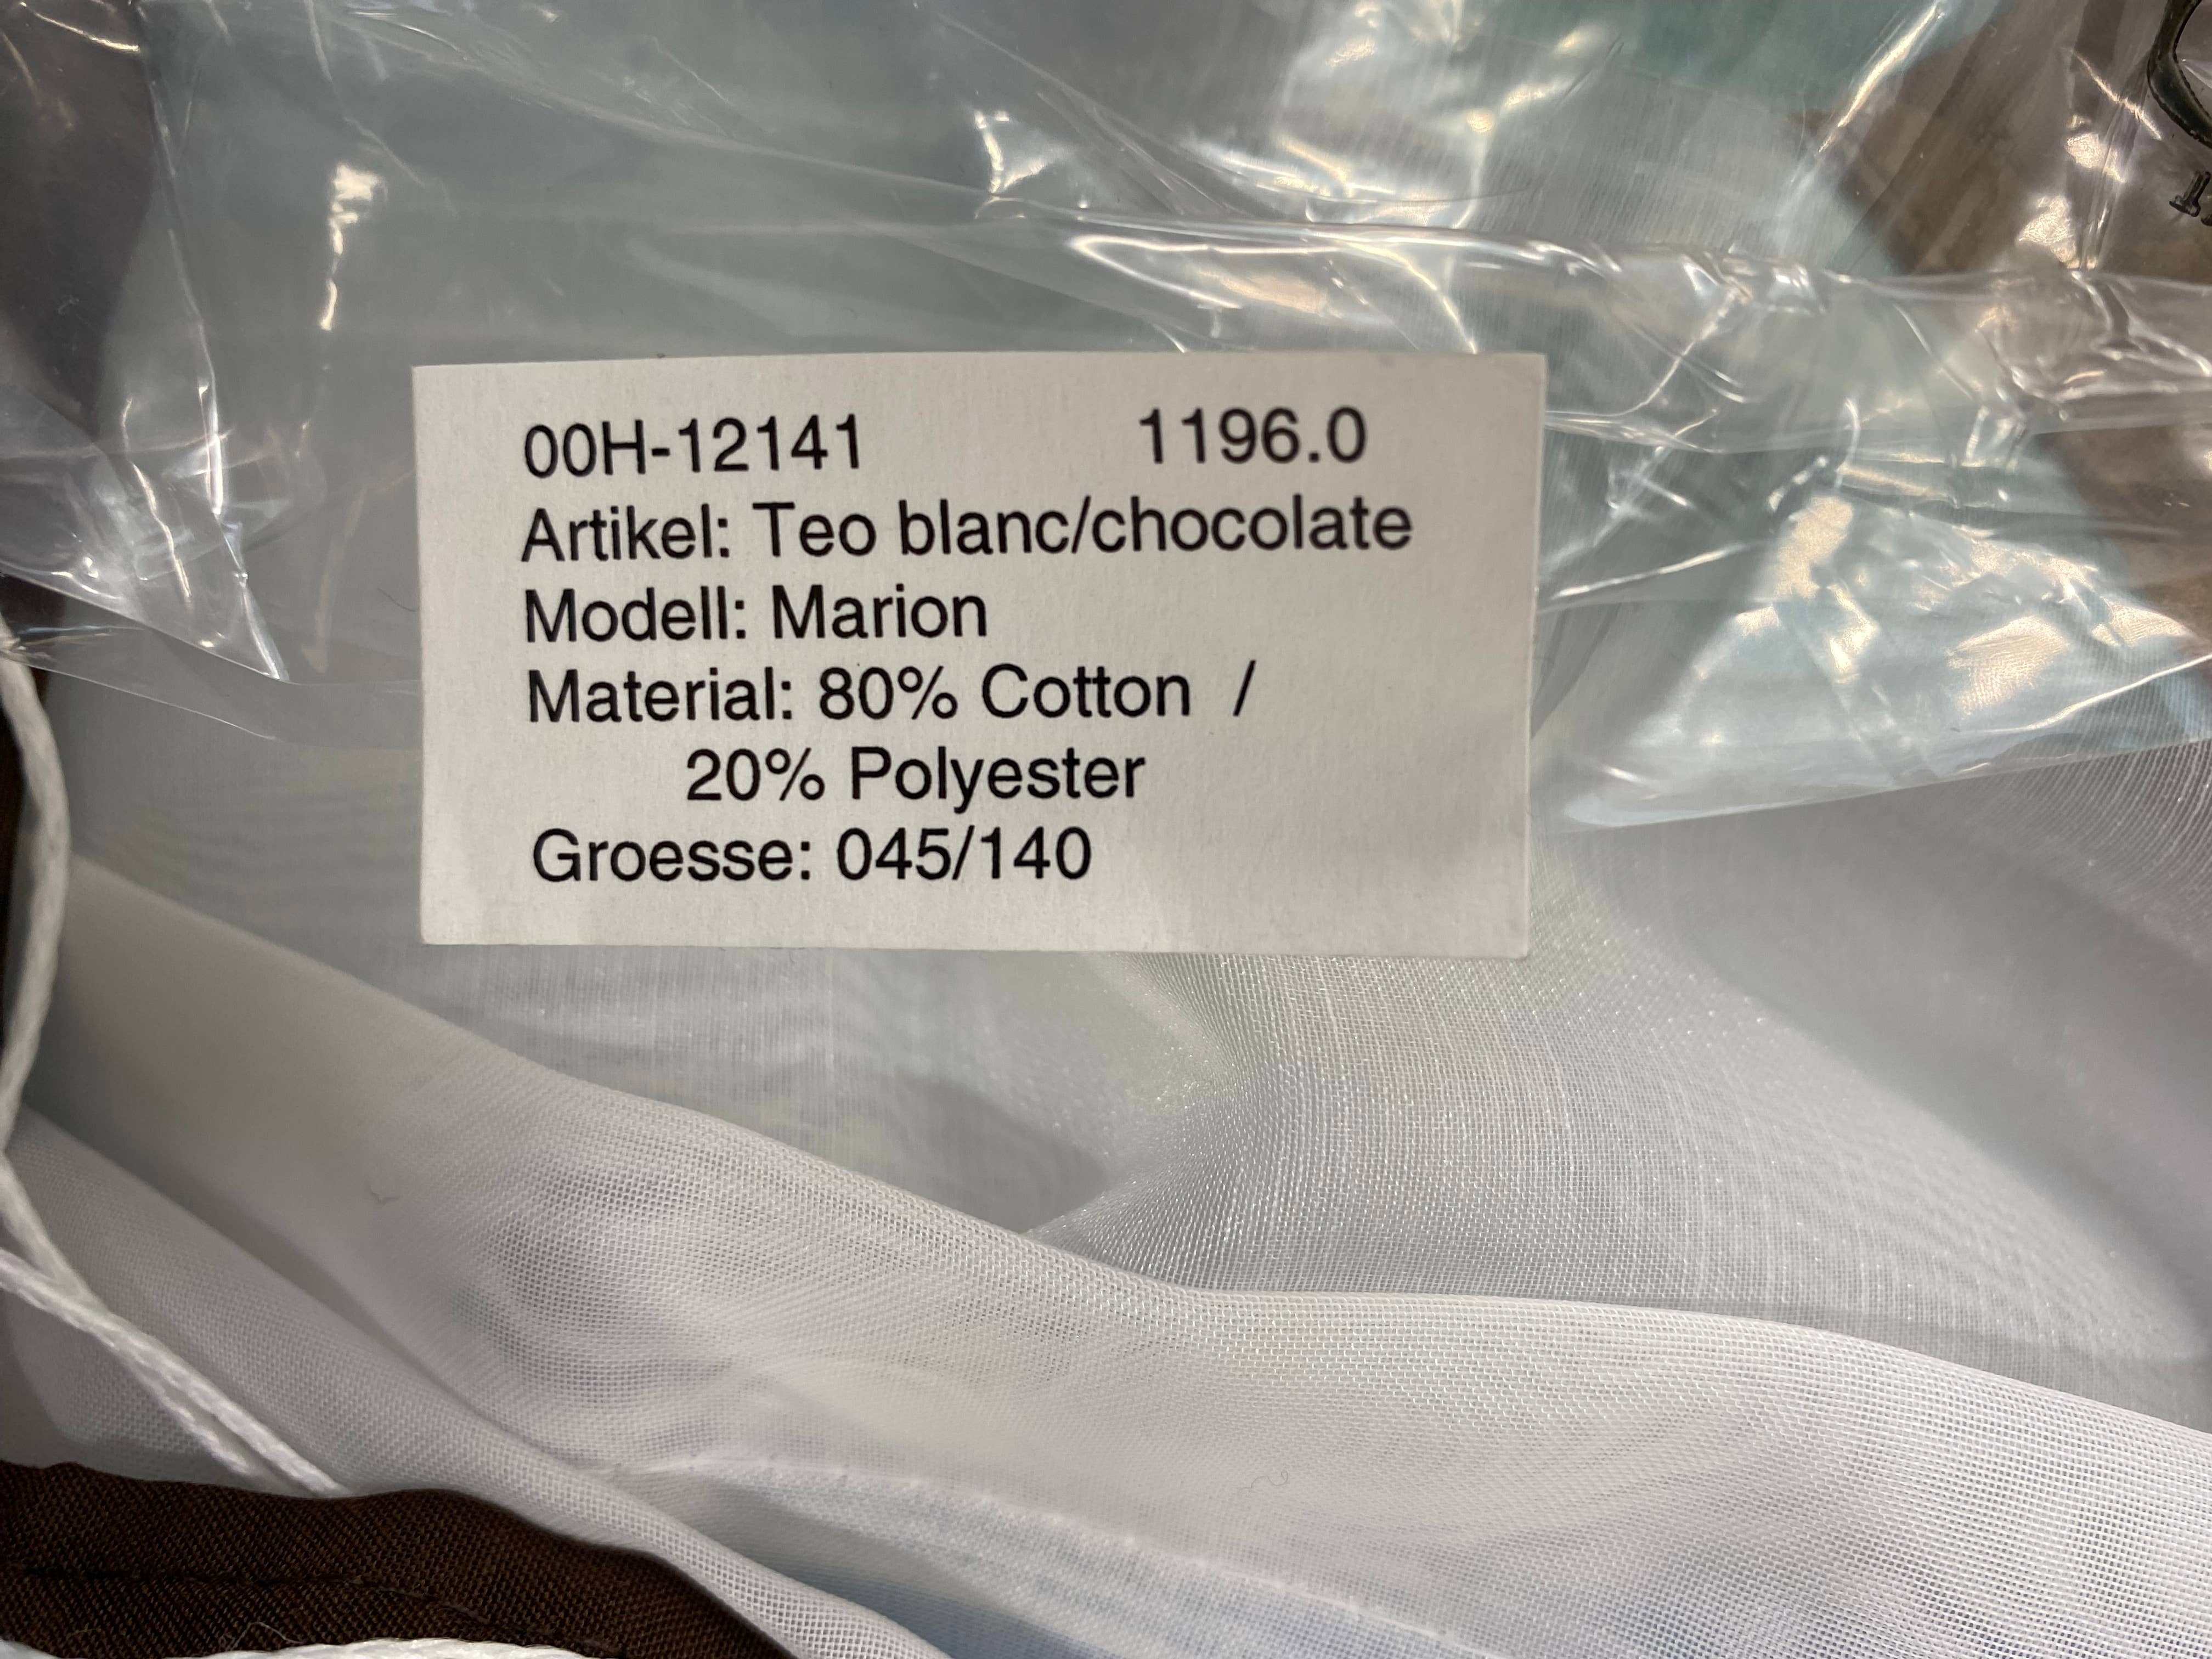 00H-12141 1196.0
Artikel: Teo blanc/chocolate
Modell: Marion
Material: 80% Cotton /
20% Polyester
Groesse: 045/140